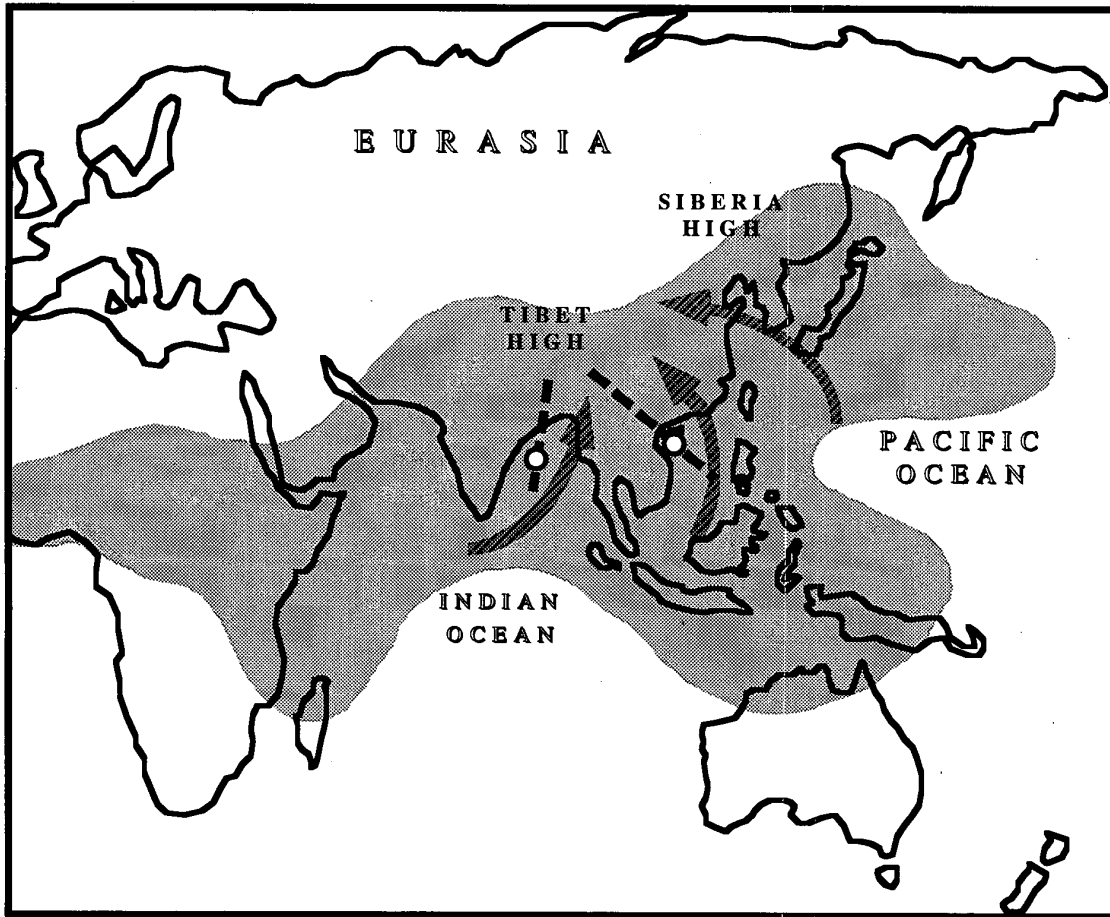 EURASIA
SIBERIA
HIGH
TIBET
HIGH
PACIFIC
OCEAN
INDIAN
OCEAN